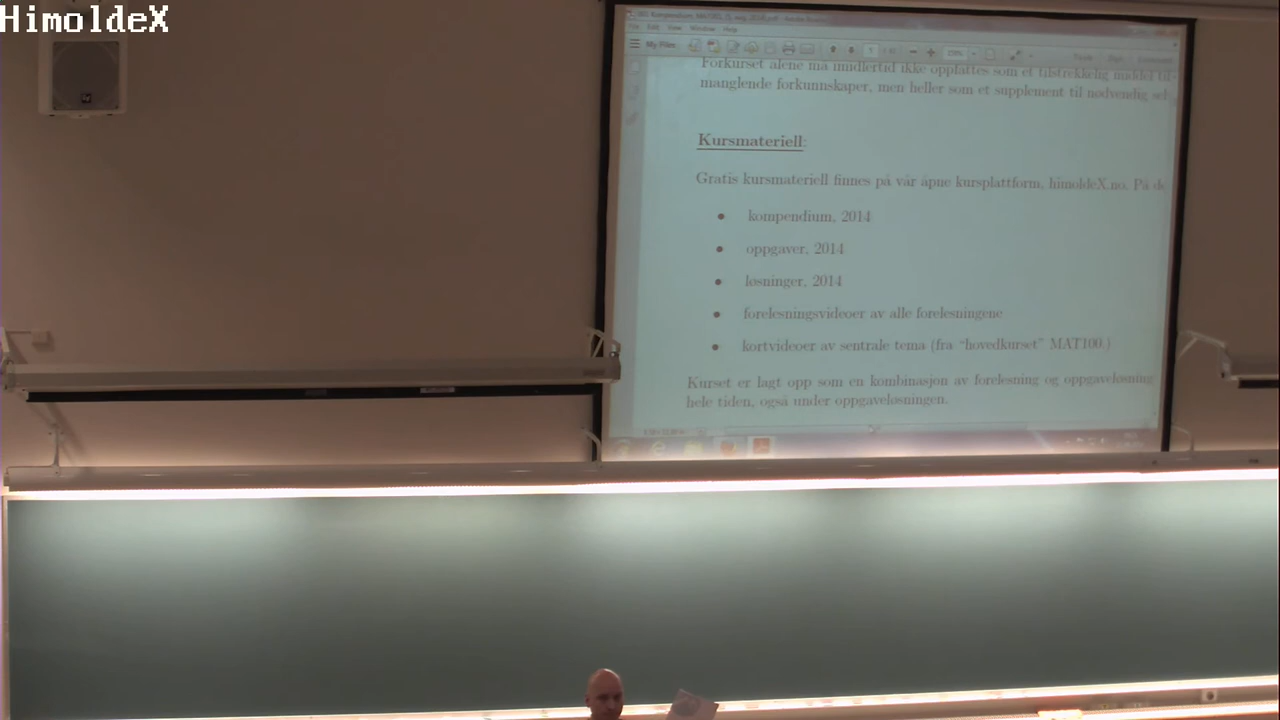 HimoldeX
My Files
Forkurset alene må imidlertid ikke oppfattes som et tilstrekkelig middel til
manglende forkunnskaper, men heller som et supplement til nødvendig
Kursmateriell:
Gratis kursmateriell finnes på vår åpne kursplattform, himoldeX.no. På
• kompendium, 2014
• oppgaver, 2014
• løsninger, 2014
• forelesningsvideoer av alle forelesningene
• kortvideoer av sentrale tema (fra “hovedkurset” MAT100.)
Kurset er lagt opp som en kombinasjon av forelesning og oppgaveløsning
hele tiden, også under oppgaveløsningen.